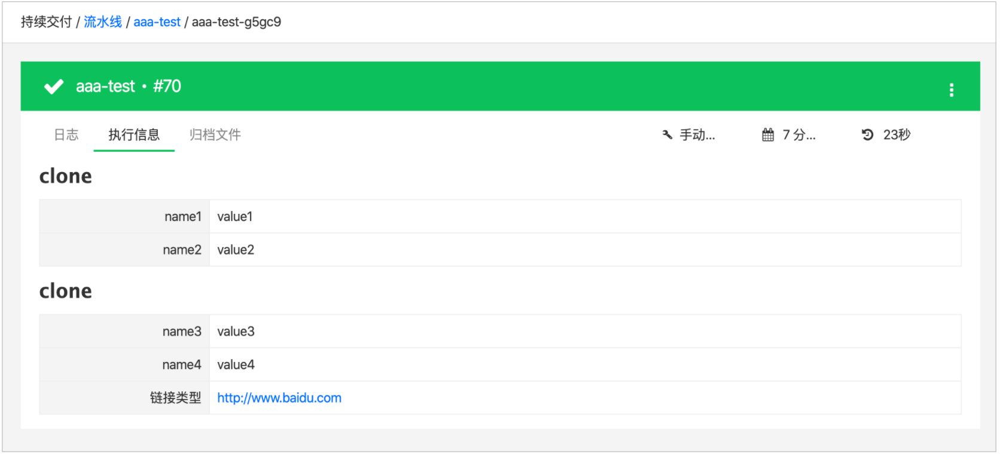 持续交付 / 流水线 / aaa-test / aaa-test-g5gc9
aaa-test • #70
日志 执行信息 归档文件 手动... 7 分... 23秒
clone
name1 value1
name2 value2
clone
name3 value3
name4 value4
链接类型 http://www.baidu.com